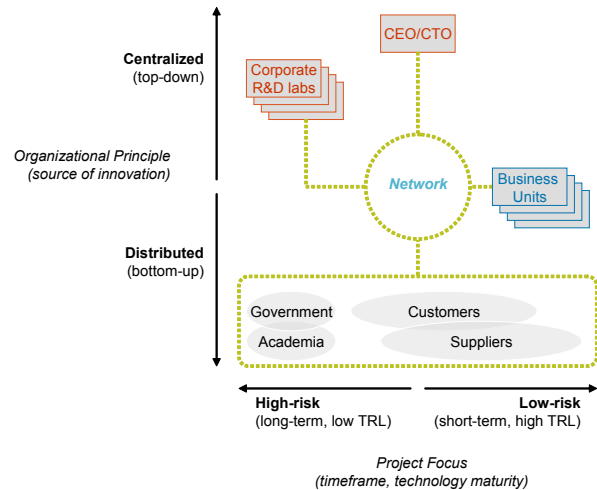 CEO/CTO
Centralized
(top-down)
Corporate
R&D labs
Organizational Principle
(source of innovation)
Network
Business
Units
Distributed
(bottom-up)
Government
Customers
Academia
Suppliers
High-risk
(long-term, low TRL)
Low-risk
(short-term, high TRL)
Project Focus
(timeframe, technology maturity)